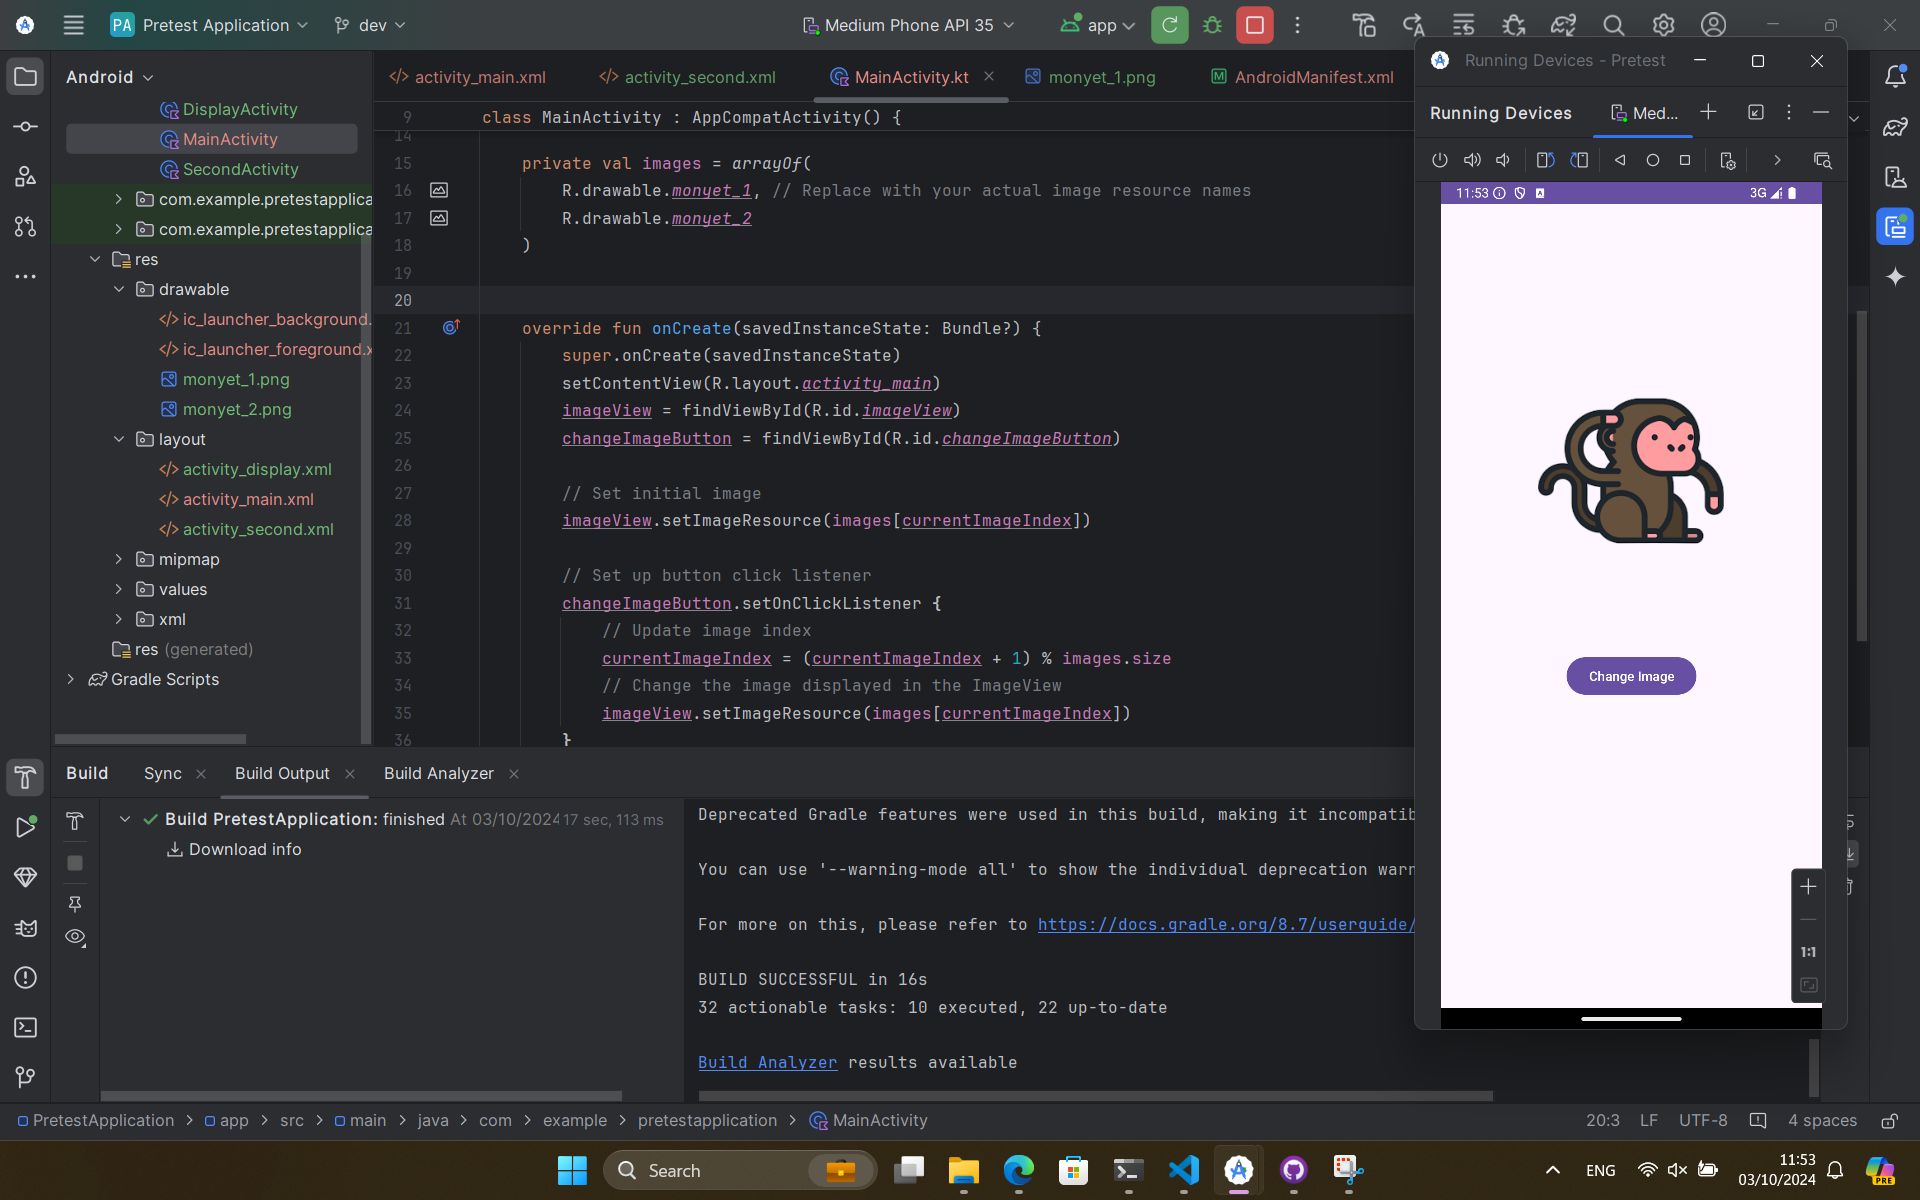 PA Pretest Application dev Medium Phone API 35 app
Running Devices - Pretest
Android activity_main.xml activity_second.xml MainActivity.kt monyet_1.png AndroidManifest.xml
Running Devices Med...
DisplayActivity
MainActivity
SecondActivity
com.example.pretestapplica
com.example.pretestapplica
res
drawable
ic_launcher_background.
ic_launcher_foreground.x
monyet_1.png
monyet_2.png
layout
activity_display.xml
activity_main.xml
activity_second.xml
mipmap
values
xml
res (generated)
Gradle Scripts
9 class MainActivity : AppCompatActivity() {
14
15 private val images = arrayOf(
16 R.drawable.monyet_1, // Replace with your actual image resource names
17 R.drawable.monyet_2
18 )
19
20
21 override fun onCreate(savedInstanceState: Bundle?) {
22 super.onCreate(savedInstanceState)
23 setContentView(R.layout.activity_main)
24 imageView = findViewById(R.id.imageView)
25 changeImageButton = findViewById(R.id.changeImageButton)
26
27 // Set initial image
28 imageView.setImageResource(images[currentImageIndex])
29
30 // Set up button click listener
31 changeImageButton.setOnClickListener {
32 // Update image index
33 currentImageIndex = (currentImageIndex + 1) % images.size
34 // Change the image displayed in the ImageView
35 imageView.setImageResource(images[currentImageIndex])
36 }
11:53 3G
Change Image
1:1
Build Sync Build Output Build Analyzer
Build PretestApplication: finished At 03/10/2024 17 sec, 113 ms
Download info
Deprecated Gradle features were used in this build, making it incompatib
You can use '--warning-mode all' to show the individual deprecation warn
For more on this, please refer to https://docs.gradle.org/8.7/userguide/
BUILD SUCCESSFUL in 16s
32 actionable tasks: 10 executed, 22 up-to-date
Build Analyzer results available
PretestApplication > app > src > main > java > com > example > pretestapplication > MainActivity 20:3 LF UTF-8 4 spaces
Search ENG 11:53
03/10/2024
PRE